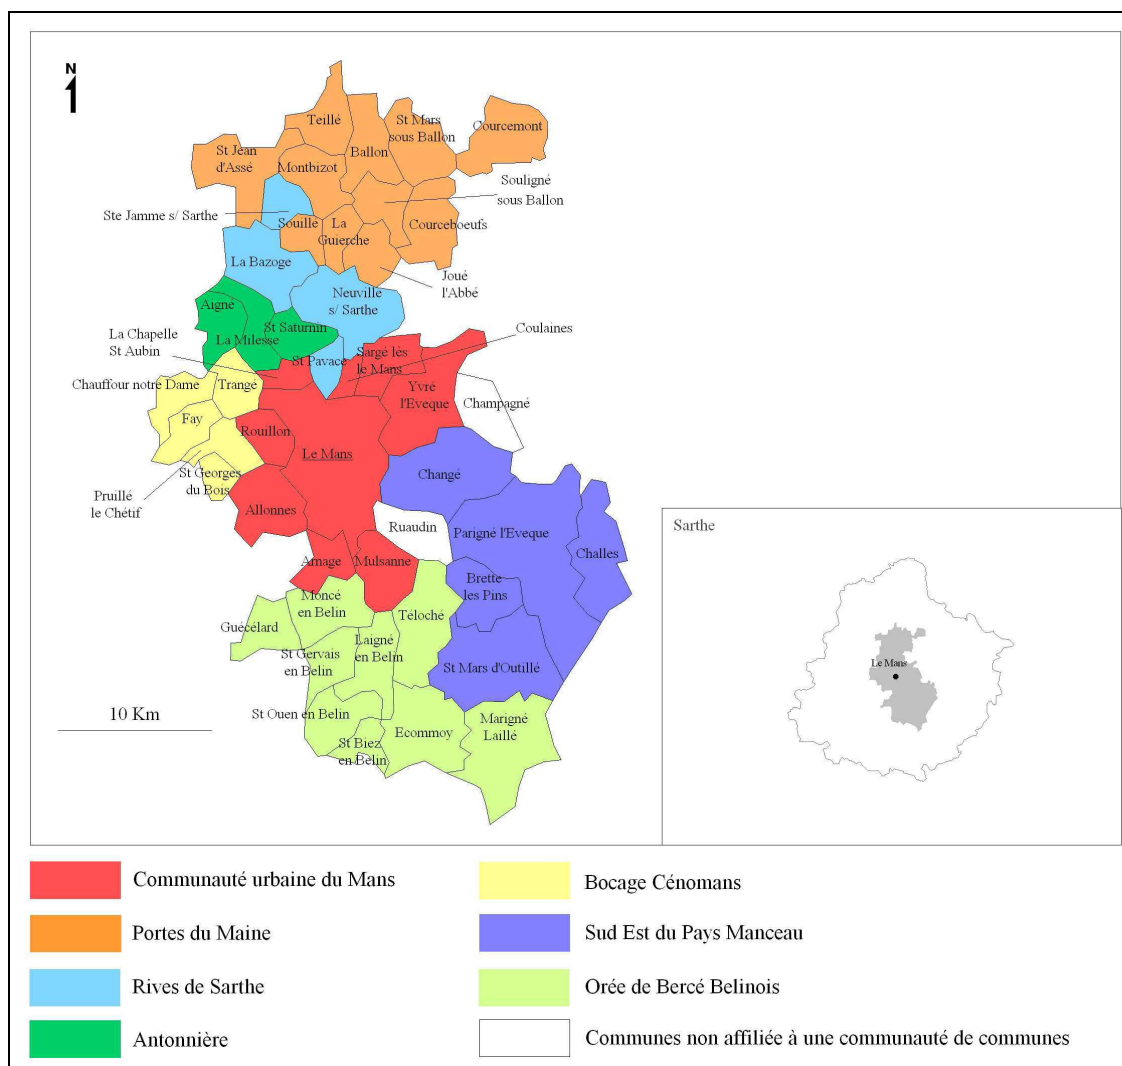 N
Teillé
St Mars
sous Ballon
Courcemont
St Jean
d'Assé
Ballon
Montbizot
Souligné
sous Ballon
Ste Jamme s/ Sarthe
Souillé
La
Guierche
Courceboeufs
La Bazoge
Joué
l'Abbé
Neuville
s/ Sarthe
Aigné
La Milesse
St Saturnin
Coulaines
La Chapelle
St Aubin
St Pavace
Sargé lès
le Mans
Chauffour notre Dame
Trangé
Yvré
l'Eveque
Champagné
Fay
Rouillon
Le Mans
St Georges
du Bois
Changé
Pruillé
le Chétif
Allonnes
Ruaudin
Parigné l'Eveque
Challes
Arnage
Mulsanne
Brette
les Pins
Moncé
en Belin
Téloché
Guécélard
Laigné
en Belin
St Gervais
en Belin
St Mars d'Outillé
St Ouen en Belin
Ecommoy
Marigné
Laillé
St Biez
en Belin
10 Km
Sarthe
Le Mans
Communauté urbaine du Mans
Portes du Maine
Rives de Sarthe
Antonnière
Bocage Cénomans
Sud Est du Pays Manceau
Orée de Bercé Belinois
Communes non affiliée à une communauté de communes